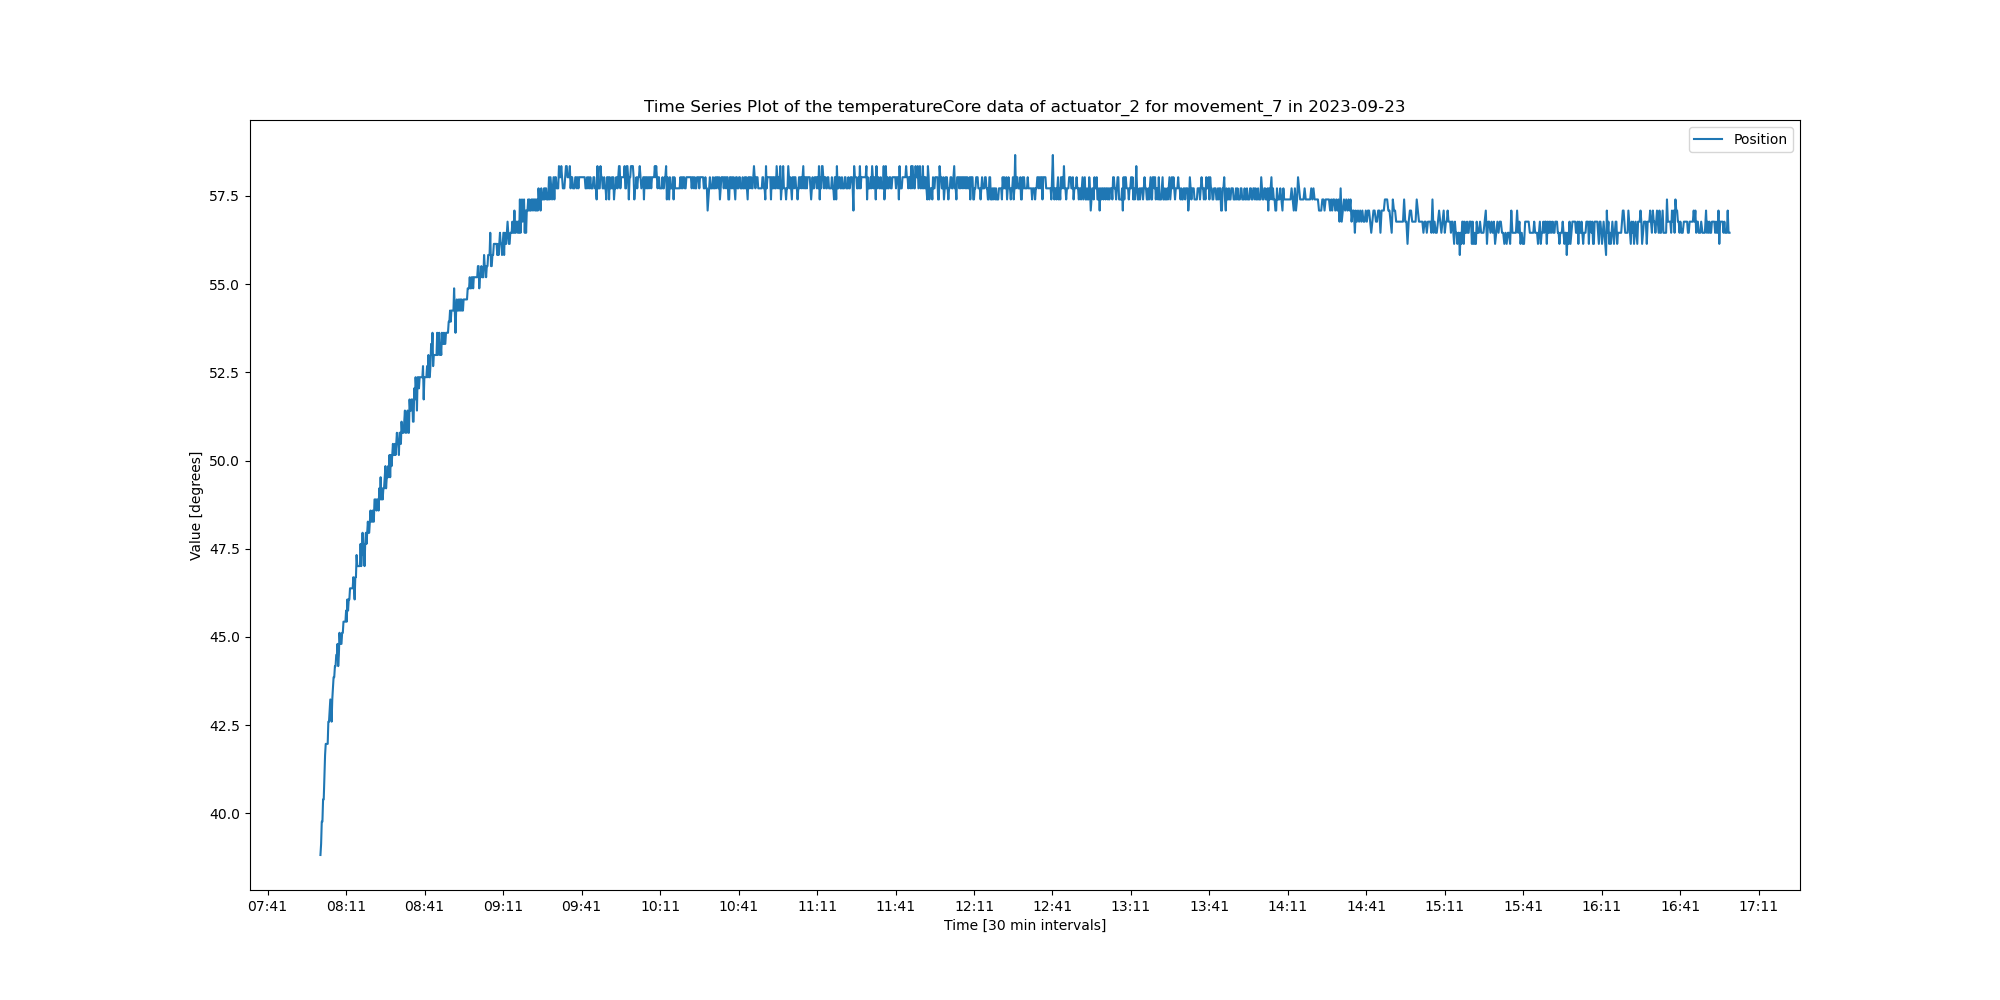 Time Series Plot of the temperatureCore data of actuator_2 for movement_7 in 2023-09-23
Position
57.5
55.0
52.5
50.0
47.5
45.0
42.5
40.0
Value [degrees]
07:41 08:11 08:41 09:11 09:41 10:11 10:41 11:11 11:41 12:11 12:41 13:11 13:41 14:11 14:41 15:11 15:41 16:11 16:41 17:11
Time [30 min intervals]